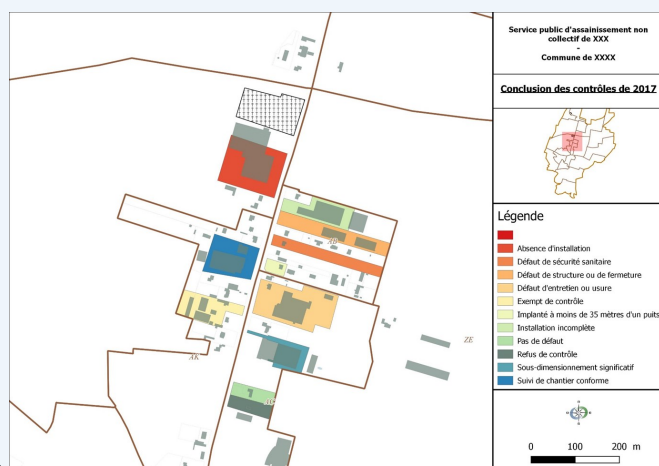 Service public d'assainissement non
collectif de XXX
-
Commune de XXXX
Conclusion des contrôles de 2017
Légende
Absence d'installation
Défaut de sécurité sanitaire
Défaut de structure ou de fermeture
Défaut d'entretien ou usure
Exempt de contrôle
Implanté à moins de 35 mètres d'un puits
Installation incomplète
Pas de défaut
Refus de contrôle
Sous-dimensionnement significatif
Suivi de chantier conforme
0 100 200 m
AB
ZE
AK